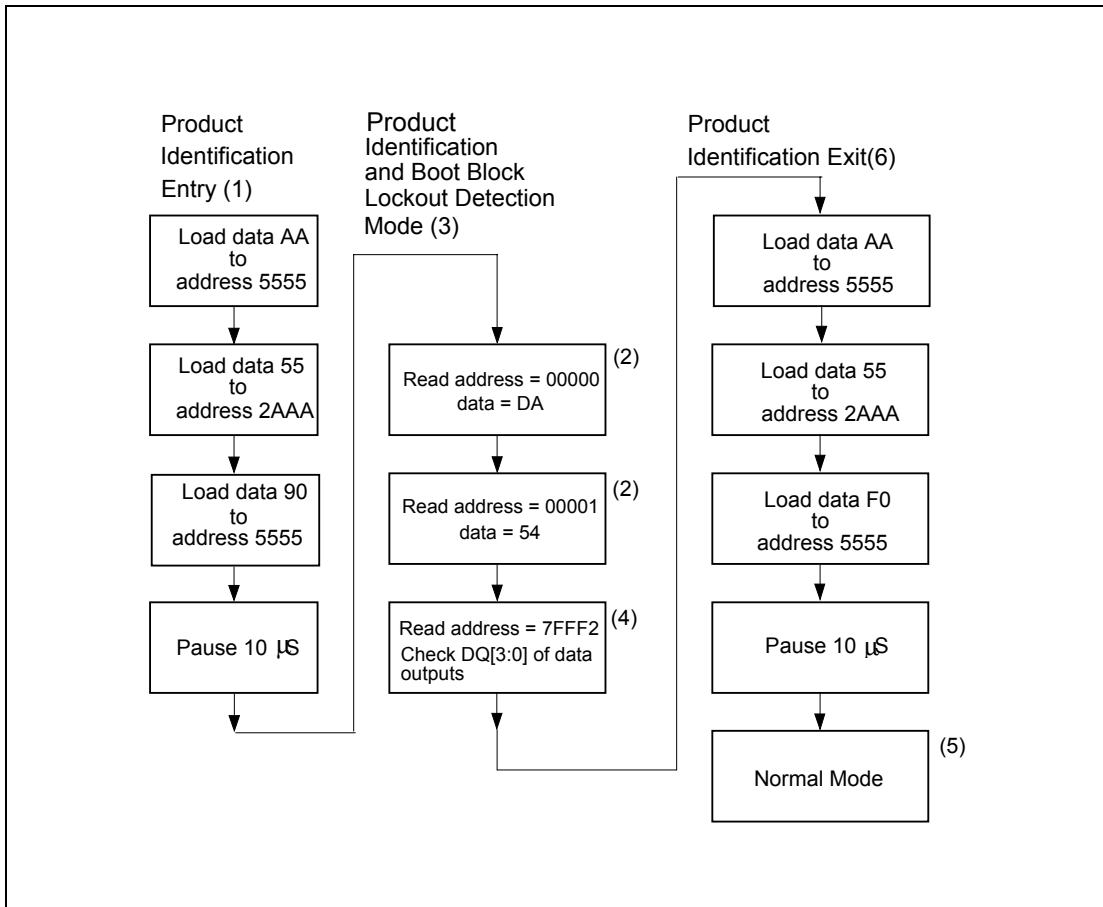 Product
Identification
Entry (1)
Load data AA
to
address 5555
Load data 55
to
address 2AAA
Load data 90
to
address 5555
Pause 10 μS
Product
Identification
and Boot Block
Lockout Detection
Mode (3)
Read address = 00000
data = DA
(2)
Read address = 00001
data = 54
(2)
Read address = 7FFF2
Check DQ[3:0] of data
outputs
(4)
Product
Identification Exit(6)
Load data AA
to
address 5555
Load data 55
to
address 2AAA
Load data F0
to
address 5555
Pause 10 μS
Normal Mode
(5)